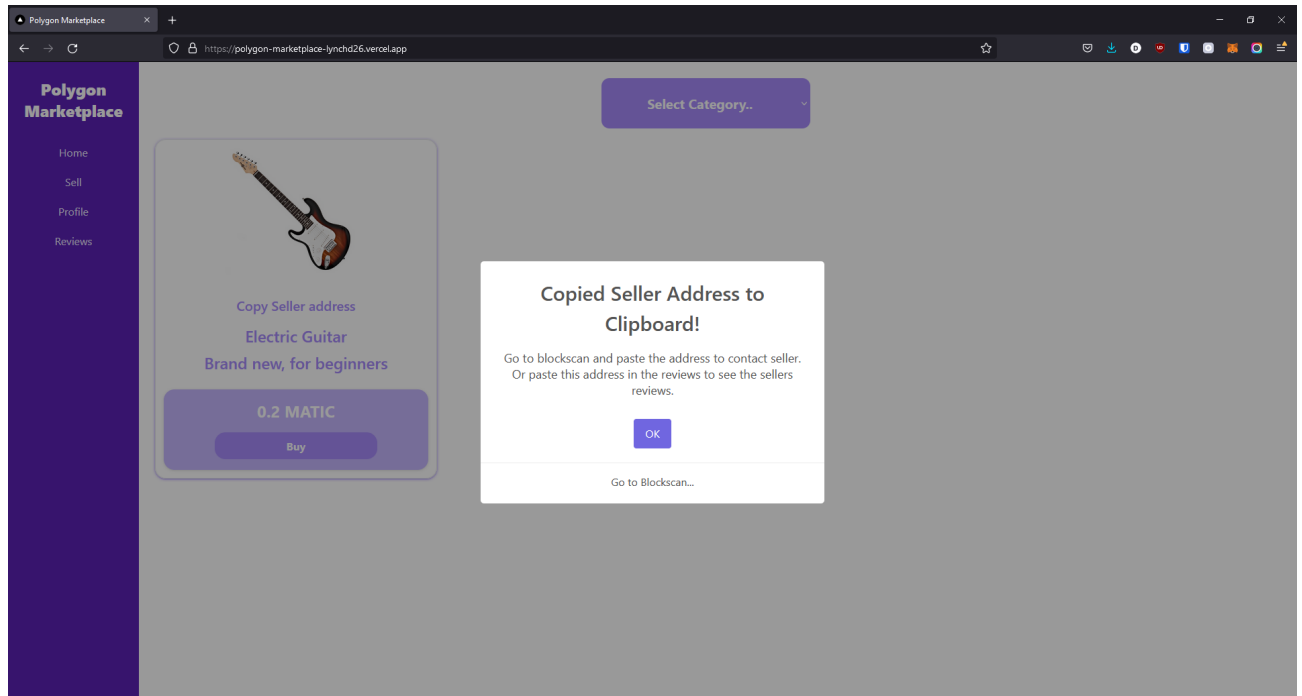 Polygon Marketplace
https://polygon-marketplace-lynchd26.vercel.app
Polygon
Marketplace
Home
Sell
Profile
Reviews
Select Category..
Copy Seller address
Electric Guitar
Brand new, for beginners
0.2 MATIC
Buy
Copied Seller Address to
Clipboard!
Go to blockscan and paste the address to contact seller.
Or paste this address in the reviews to see the sellers
reviews.
OK
Go to Blockscan...